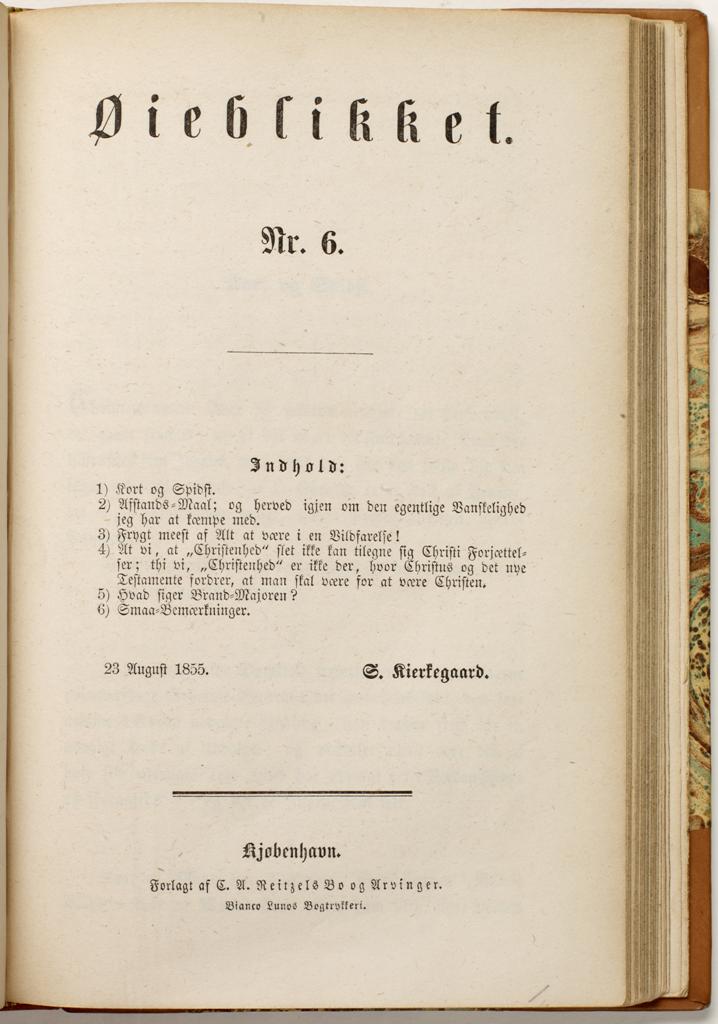 Øieblikket.
Nr. 6.
Indhold:
1) Kort og Spidst.
2) Afstands-Maal; og herved igjen om den egentlige Vanskelighed
jeg har at kæmpe med.
3) Frygt meest af Alt at være i en Vildfarelse!
4) At vi, at „Christenhed“ slet ikke kan tilegne sig Christi Forjættel-
ser; thi vi, „Christenhed“ er ikke der, hvor Christus og det nye
Testamente fordrer, at man skal være for at være Christen.
5) Hvad siger Brand-Majoren?
6) Smaa-Bemærkninger.
23 August 1855. S. Kierkegaard.
Kjøbenhavn.
Forlagt af C. A. Reitzels Bo og Arvinger.
Bianco Lunos Bogtrykkeri.